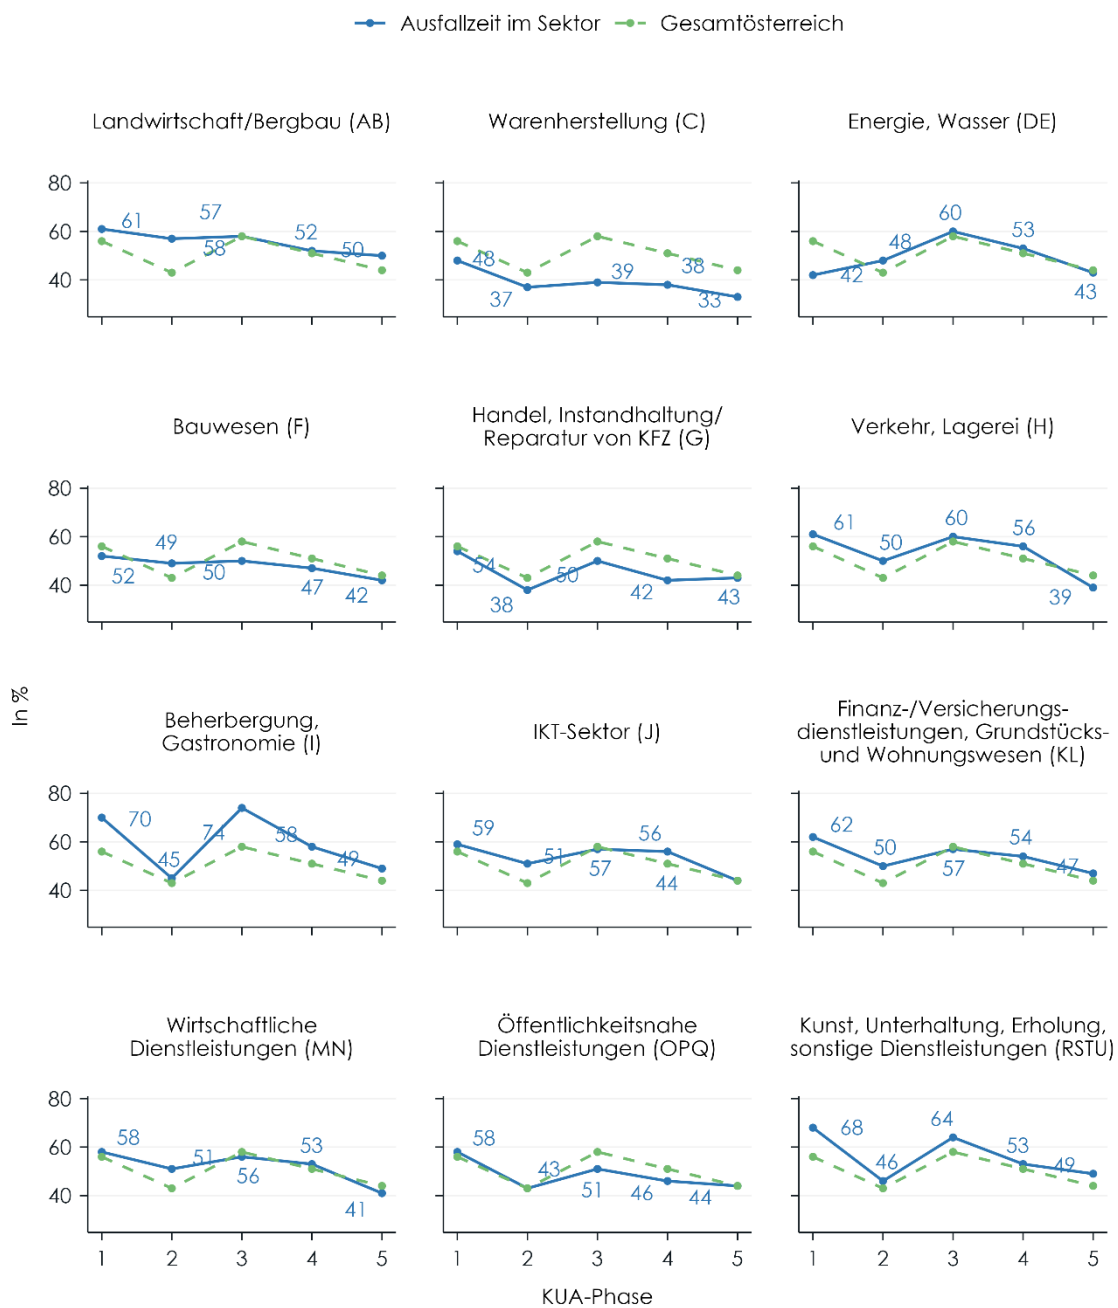 Ausfallzeit im Sektor Gesamtösterreich
Landwirtschaft/Bergbau (AB)
80
60
40
61
57
58
52
50
Warenherstellung (C)
48
37
39
38
33
Energie, Wasser (DE)
42
48
60
53
43
Bauwesen (F)
80
60
40
52
49
50
47
42
Handel, Instandhaltung/
Reparatur von KFZ (G)
54
38
50
42
43
Verkehr, Lagerei (H)
61
50
60
56
39
In %
Beherbergung,
Gastronomie (I)
80
60
40
70
45
74
58
49
IKT-Sektor (J)
59
51
57
56
44
Finanz-/Versicherungs-
dienstleistungen, Grundstücks-
und Wohnungswesen (KL)
62
50
57
54
47
Wirtschaftliche
Dienstleistungen (MN)
80
60
40
58
51
56
53
41
1 2 3 4 5
Öffentlichkeitsnahe
Dienstleistungen (OPQ)
58
43
51
46
44
1 2 3 4 5
Kunst, Unterhaltung, Erholung,
sonstige Dienstleistungen (RSTU)
68
46
64
53
49
1 2 3 4 5
KUA-Phase